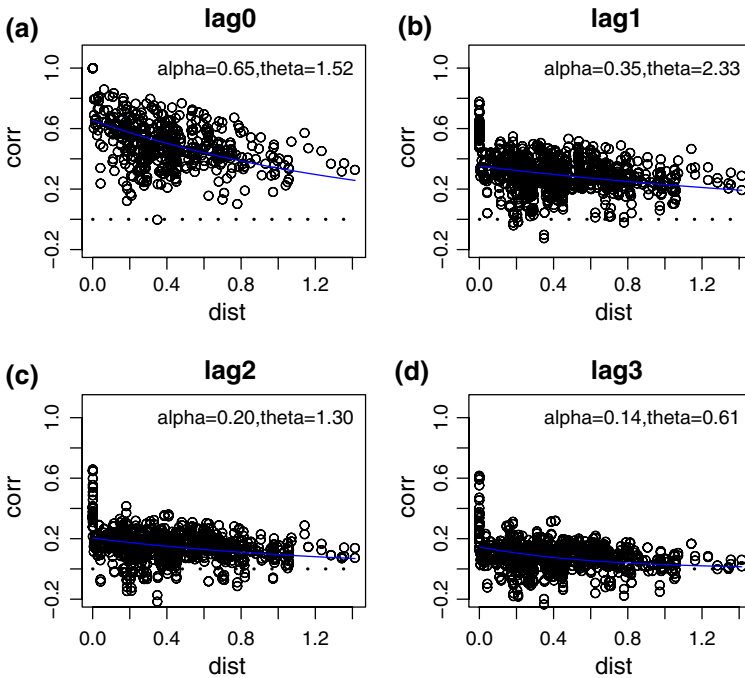 (a) lag0
alpha=0.65,theta=1.52
corr
−0.2 0.2 0.6 1.0
0.0 0.4 0.8 1.2
dist
(b) lag1
alpha=0.35,theta=2.33
corr
−0.2 0.2 0.6 1.0
0.0 0.4 0.8 1.2
dist
(c) lag2
alpha=0.20,theta=1.30
corr
−0.2 0.2 0.6 1.0
0.0 0.4 0.8 1.2
dist
(d) lag3
alpha=0.14,theta=0.61
corr
−0.2 0.2 0.6 1.0
0.0 0.4 0.8 1.2
dist